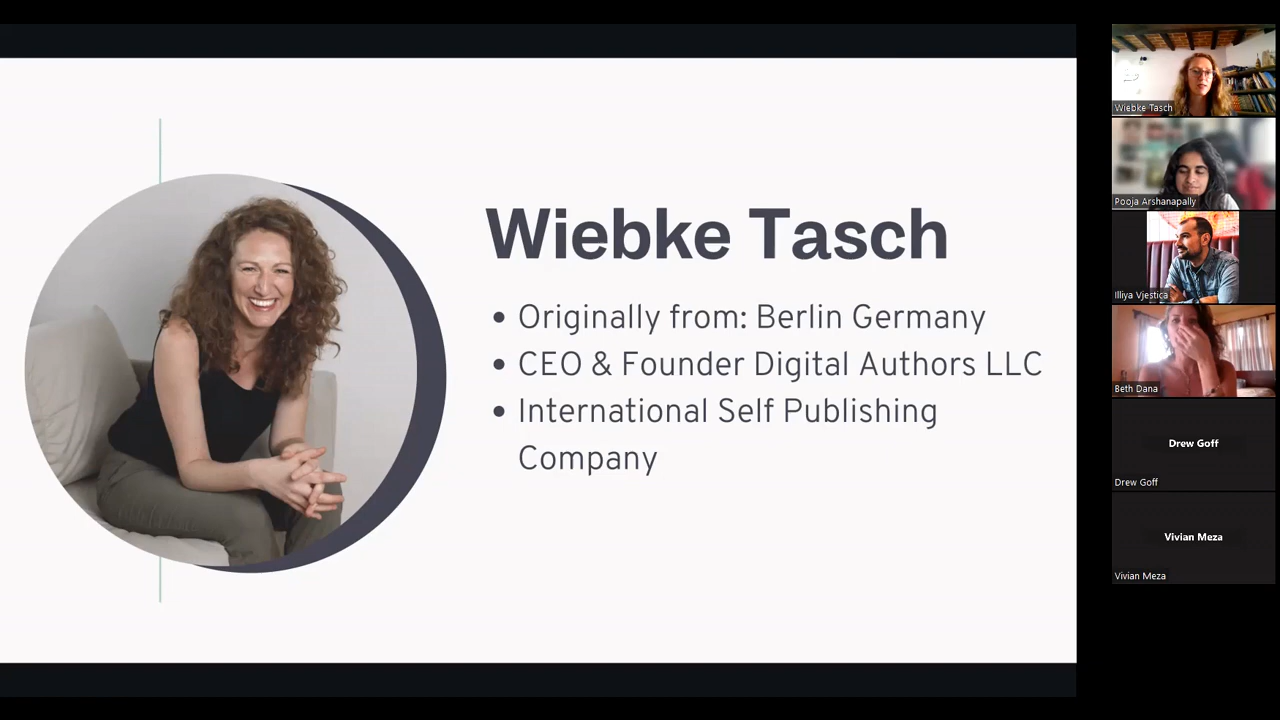 Wiebke Tasch
• Originally from: Berlin Germany
• CEO & Founder Digital Authors LLC
• International Self Publishing
Company
Wiebke Tasch
Pooja Arshanapally
Illiya Vjestica
Beth Dana
Drew Goff
Drew Goff
Vivian Meza
Vivian Meza